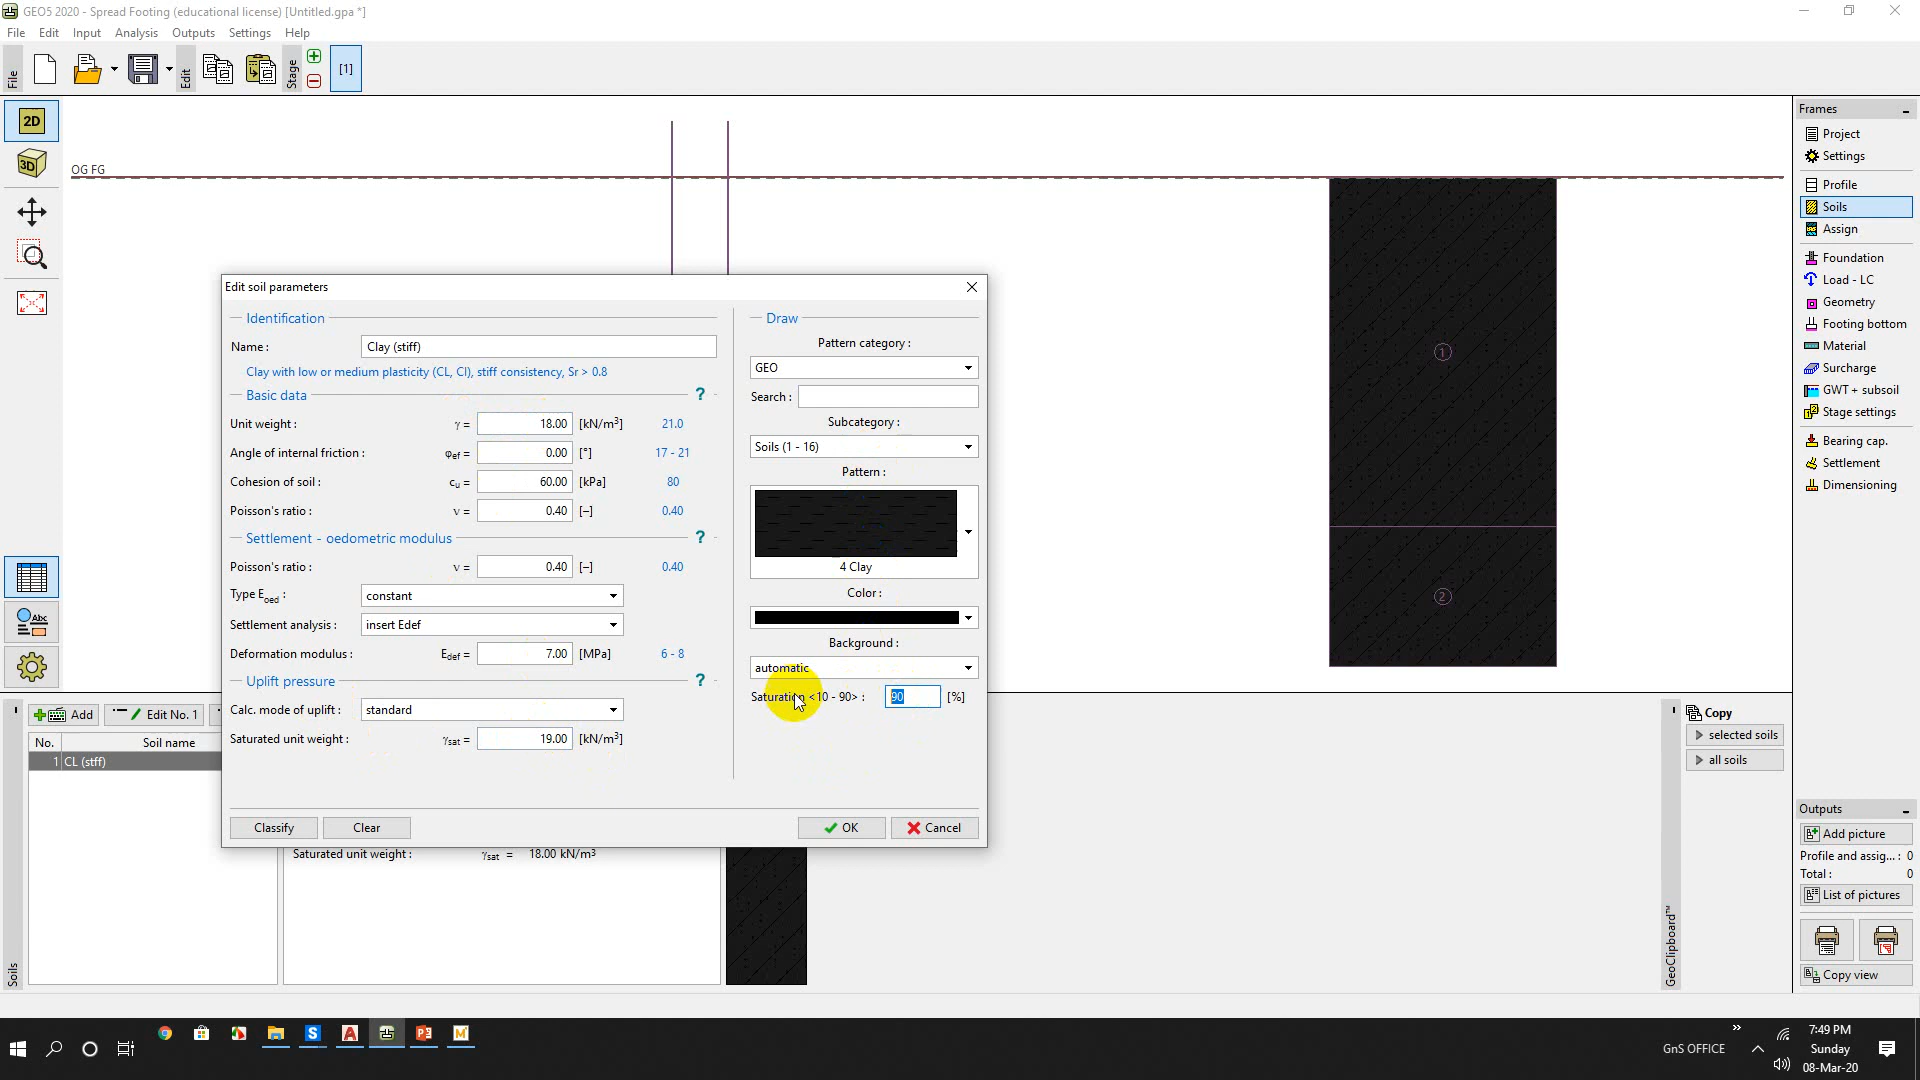 GEO5 2020 - Spread Footing (educational license) [Untitled.gpa *]
File Edit Input Analysis Outputs Settings Help
File Edit Stage [1]
2D
3D
OG FG
1
2
Edit soil parameters
Identification
Name : Clay (stiff)
Clay with low or medium plasticity (CL, CI), stiff consistency, Sr > 0.8
Basic data ?
Unit weight : γ = 18.00 [kN/m³] 21.0
Angle of internal friction : φef = 0.00 [°] 17 - 21
Cohesion of soil : cu = 60.00 [kPa] 80
Poisson's ratio : ν = 0.40 [–] 0.40
Settlement - oedometric modulus ?
Poisson's ratio : ν = 0.40 [–] 0.40
Type Eoed : constant
Settlement analysis : insert Edef
Deformation modulus : Edef = 7.00 [MPa] 6 - 8
Uplift pressure ?
Calc. mode of uplift : standard
Saturated unit weight : γsat = 19.00 [kN/m³]
Draw
Pattern category :
GEO
Search :
Subcategory :
Soils (1 - 16)
Pattern :
4 Clay
Color :
Background :
automatic
Saturation <10 - 90> : 90 [%]
Classify Clear OK Cancel
Abc
Add Edit No. 1
No. Soil name
1 CL (stff)
Saturated unit weight : γsat = 18.00 kN/m³
Soils
GeoClipboard™
Copy
selected soils
all soils
Frames
Project
Settings
Profile
Soils
Assign
Foundation
Load - LC
Geometry
Footing bottom
Material
Surcharge
GWT + subsoil
Stage settings
Bearing cap.
Settlement
Dimensioning
Outputs
Add picture
Profile and assig... : 0
Total : 0
List of pictures
Copy view
GnS OFFICE
7:49 PM
Sunday
08-Mar-20